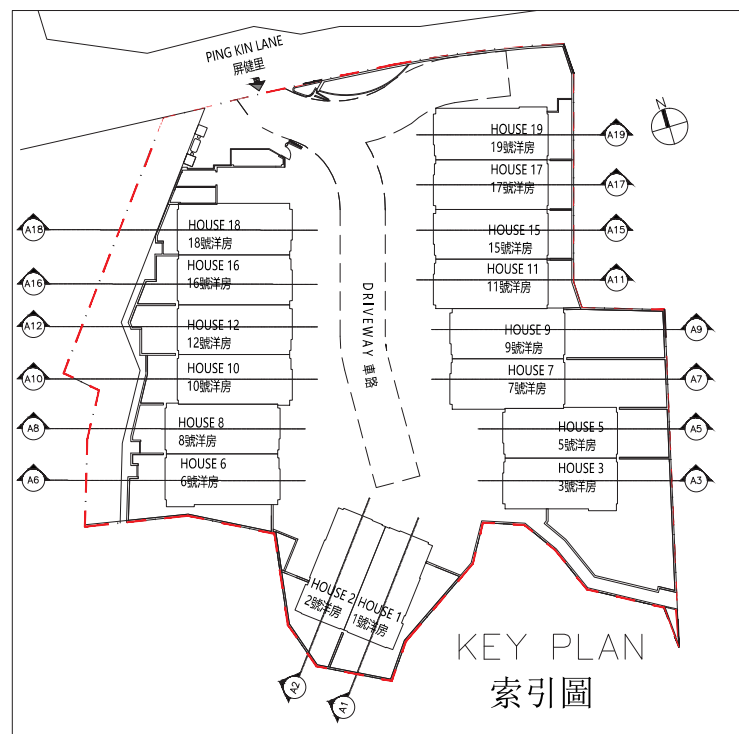 PING KIN LANE
屏健里
N
HOUSE 19
19號洋房
A19
HOUSE 17
17號洋房
A17
A18
HOUSE 18
18號洋房
HOUSE 15
15號洋房
A15
A16
HOUSE 16
16號洋房
HOUSE 11
11號洋房
A11
DRIVEWAY 車路
A12
HOUSE 12
12號洋房
HOUSE 9
9號洋房
A9
A10
HOUSE 10
10號洋房
HOUSE 7
7號洋房
A7
A8
HOUSE 8
8號洋房
HOUSE 5
5號洋房
A5
A6
HOUSE 6
6號洋房
HOUSE 3
3號洋房
A3
HOUSE 2
2號洋房
HOUSE 1
1號洋房
A2
A1
KEY PLAN
索引圖